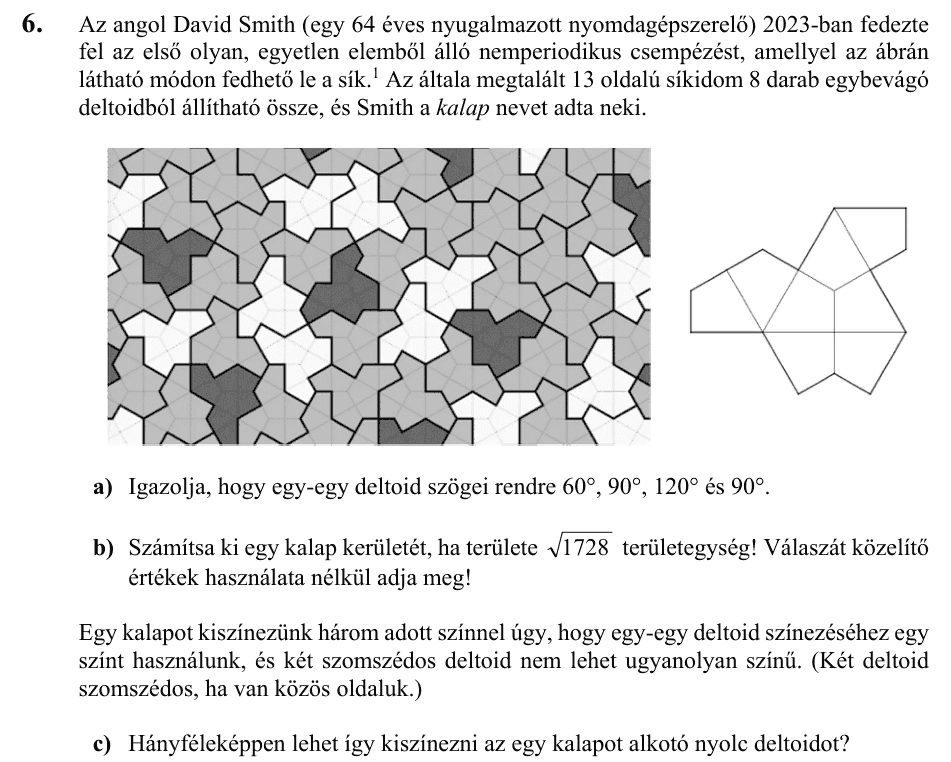 6. Az angol David Smith (egy 64 éves nyugalmazott nyomdagépszerelő) 2023-ban fedezte
fel az első olyan, egyetlen elemből álló nemperiodikus csempézést, amellyel az ábrán
látható módon fedhető le a sík.¹ Az általa megtalált 13 oldalú síkidom 8 darab egybevágó
deltoidból állítható össze, és Smith a kalap nevet adta neki.
a) Igazolja, hogy egy-egy deltoid szögei rendre 60°, 90°, 120° és 90°.
b) Számítsa ki egy kalap kerületét, ha területe √1728 területegység! Válaszát közelítő
értékek használata nélkül adja meg!
Egy kalapot kiszínezünk három adott színnel úgy, hogy egy-egy deltoid színezéséhez egy
színt használunk, és két szomszédos deltoid nem lehet ugyanolyan színű. (Két deltoid
szomszédos, ha van közös oldaluk.)
c) Hányféleképpen lehet így kiszínezni az egy kalapot alkotó nyolc deltoidot?